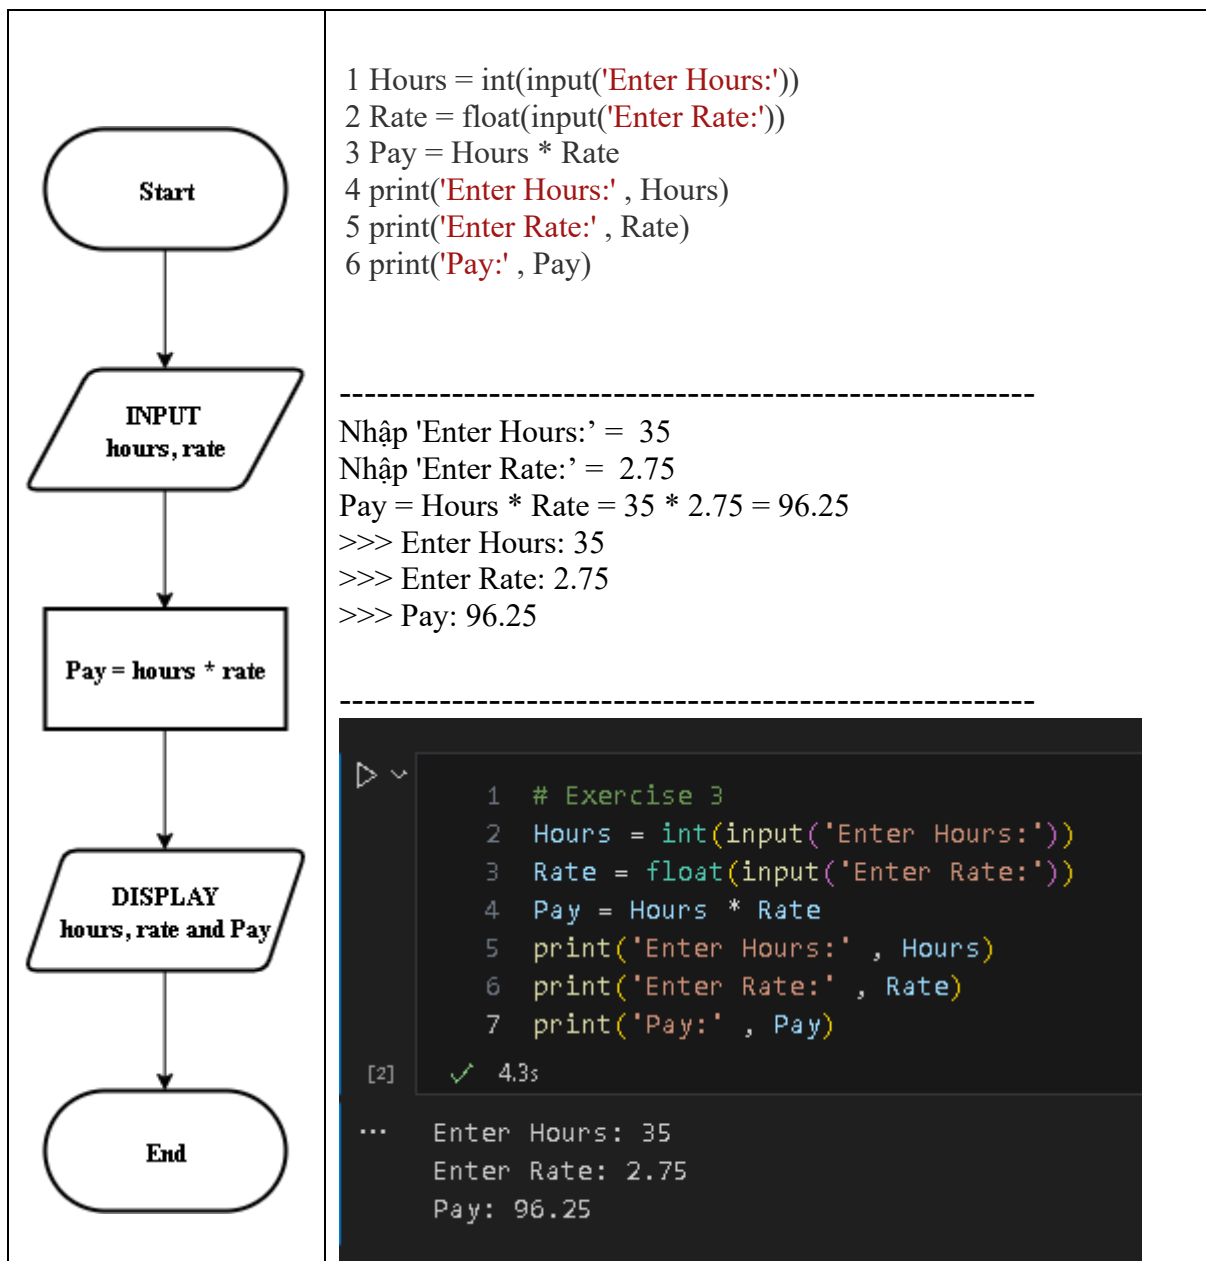 Start
INPUT
hours, rate
Pay = hours * rate
DISPLAY
hours, rate and Pay
End
1 Hours = int(input('Enter Hours:'))
2 Rate = float(input('Enter Rate:'))
3 Pay = Hours * Rate
4 print('Enter Hours:' , Hours)
5 print('Enter Rate:' , Rate)
6 print('Pay:' , Pay)
--------------------------------------------------------
Nhập 'Enter Hours:’ =  35
Nhập 'Enter Rate:’ =  2.75
Pay = Hours * Rate = 35 * 2.75 = 96.25
>>> Enter Hours: 35
>>> Enter Rate: 2.75
>>> Pay: 96.25
--------------------------------------------------------
1 # Exercise 3
2 Hours = int(input('Enter Hours:'))
3 Rate = float(input('Enter Rate:'))
4 Pay = Hours * Rate
5 print('Enter Hours:' , Hours)
6 print('Enter Rate:' , Rate)
7 print('Pay:' , Pay)
[2] ✓ 4.3s
... Enter Hours: 35
Enter Rate: 2.75
Pay: 96.25